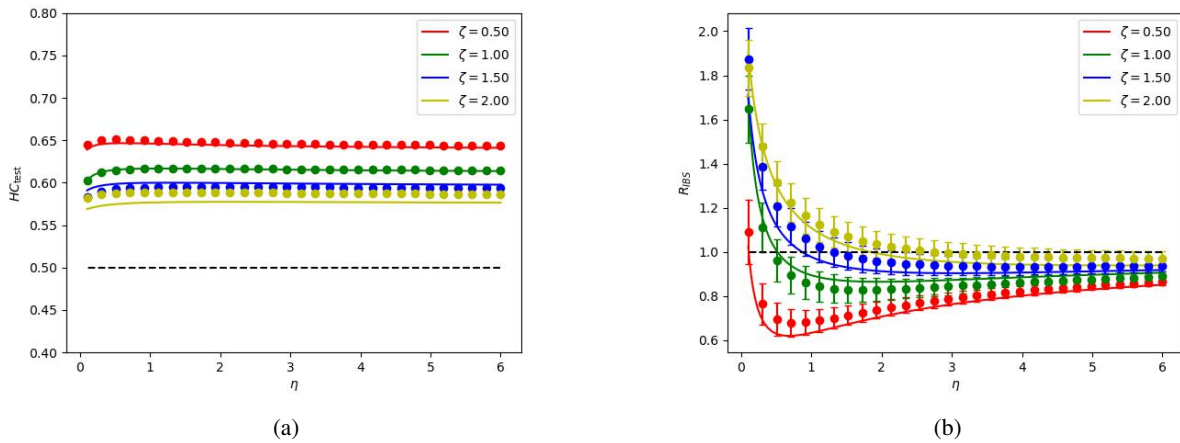 0.80
0.75
0.70
0.65
0.60
0.55
0.50
0.45
0.40
HC_test
0 1 2 3 4 5 6
η
ζ = 0.50
ζ = 1.00
ζ = 1.50
ζ = 2.00
(a)
2.0
1.8
1.6
1.4
1.2
1.0
0.8
0.6
R_IBS
0 1 2 3 4 5 6
η
ζ = 0.50
ζ = 1.00
ζ = 1.50
ζ = 2.00
(b)